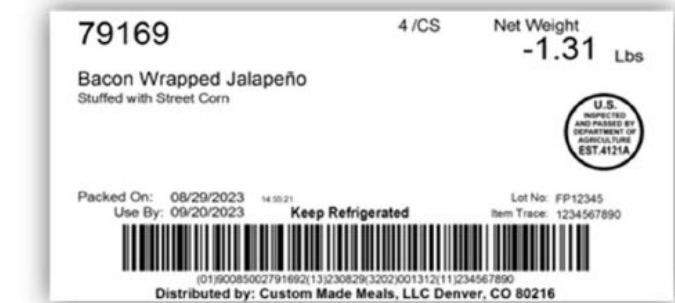 79169 4 /CS Net Weight
-1.31 Lbs
Bacon Wrapped Jalapeño
Stuffed with Street Corn
U.S.
INSPECTED
AND PASSED BY
DEPARTMENT OF
AGRICULTURE
EST.4121A
Packed On: 08/29/2023 14:55:21 Lot No: FP12345
Use By: 09/20/2023 Keep Refrigerated Item Trace: 1234567890
(01)90085002791692(13)230829(3202)001312(11)234567890
Distributed by: Custom Made Meals, LLC Denver, CO 80216